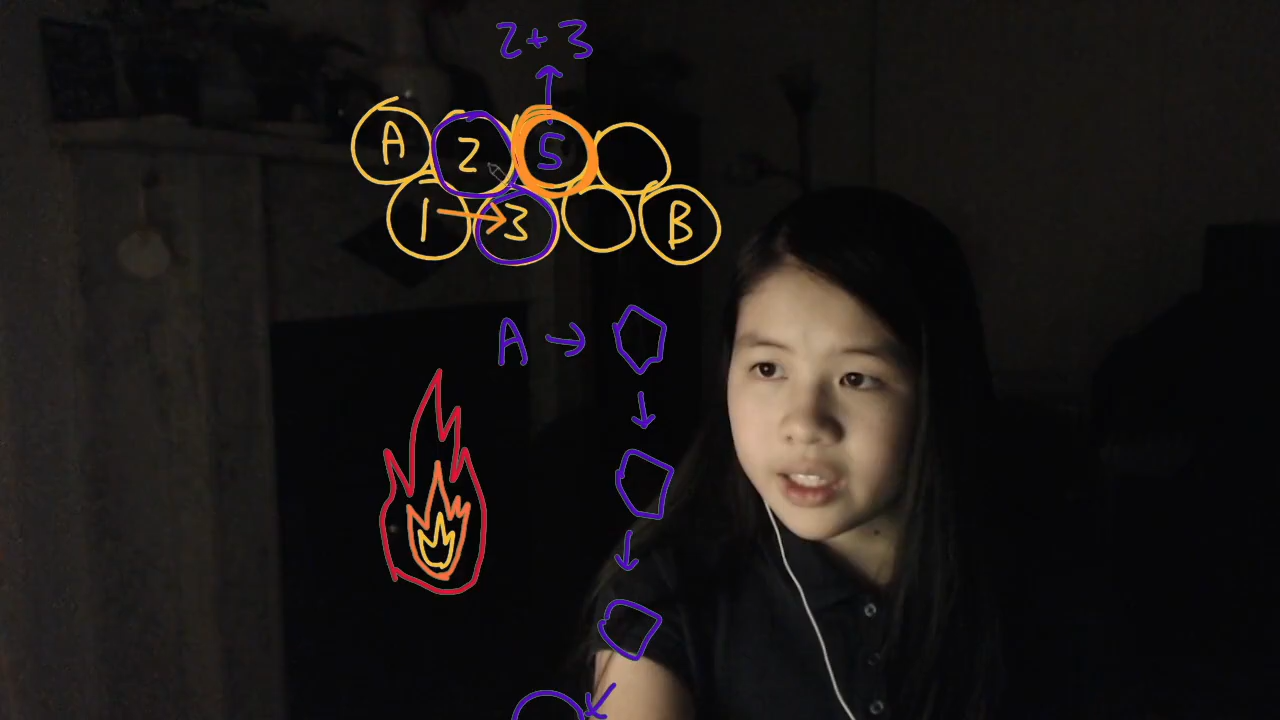 2+3
A 2 5
1 → 3 B
A →